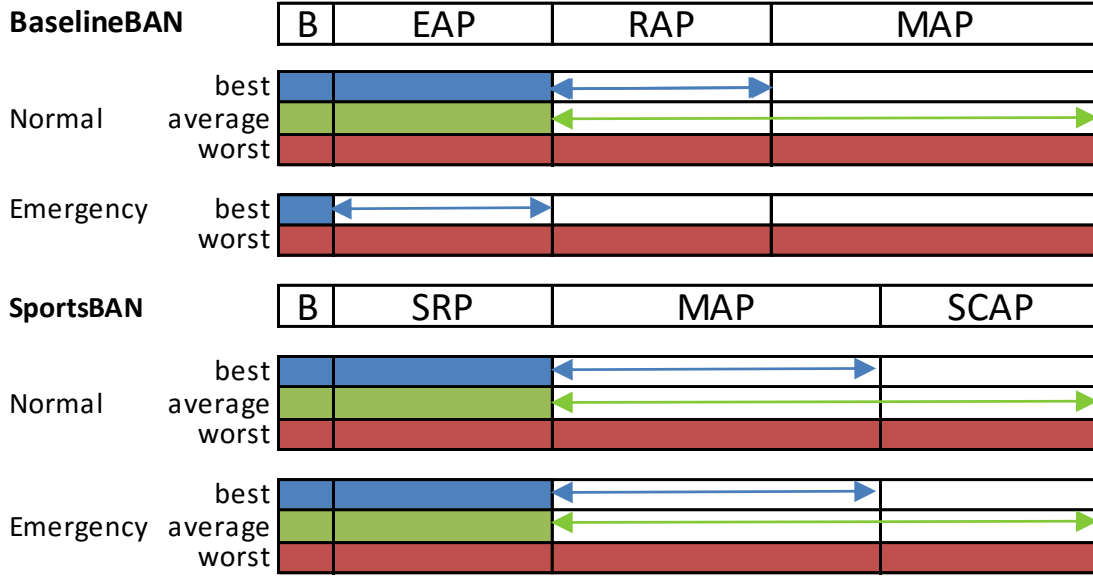 BaselineBAN B EAP RAP MAP
best
Normal average
worst
Emergency best
worst
SportsBAN B SRP MAP SCAP
best
Normal average
worst
best
Emergency average
worst